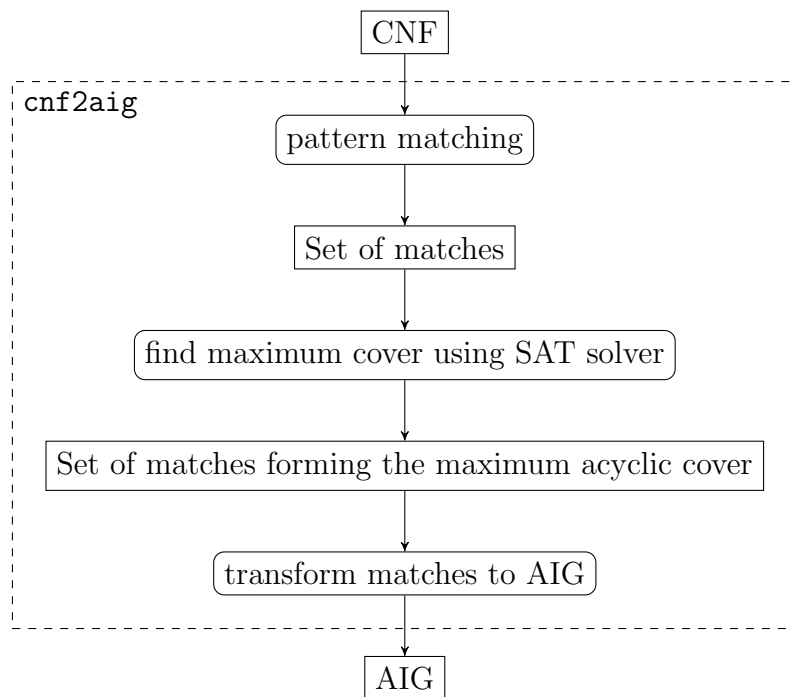 CNF
cnf2aig
pattern matching
Set of matches
find maximum cover using SAT solver
Set of matches forming the maximum acyclic cover
transform matches to AIG
AIG